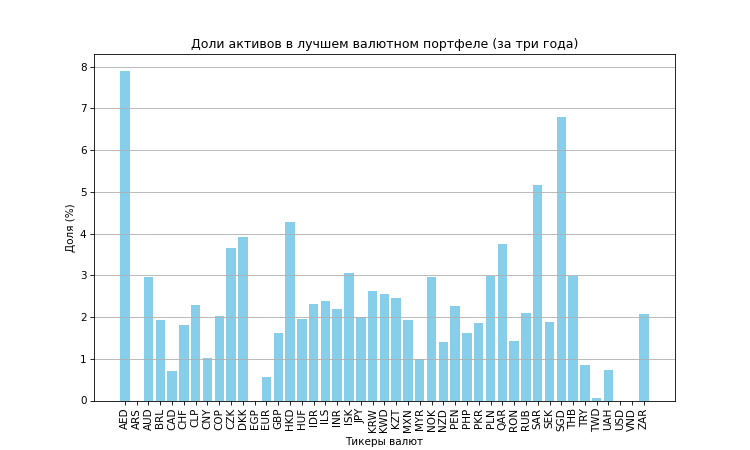 Доли активов в лучшем валютном портфеле (за три года)
Доля (%)
8
7
6
5
4
3
2
1
0
AED ARS AUD BRL CAD CHF CLP CNY COP CZK DKK EGP EUR GBP HKD HUF IDR ILS INR ISK JPY KRW KWD KZT MXN MYR NOK NZD PEN PHP PKR PLN QAR RON RUB SAR SEK SGD THB TRY TWD UAH USD VND ZAR
Тикеры валют